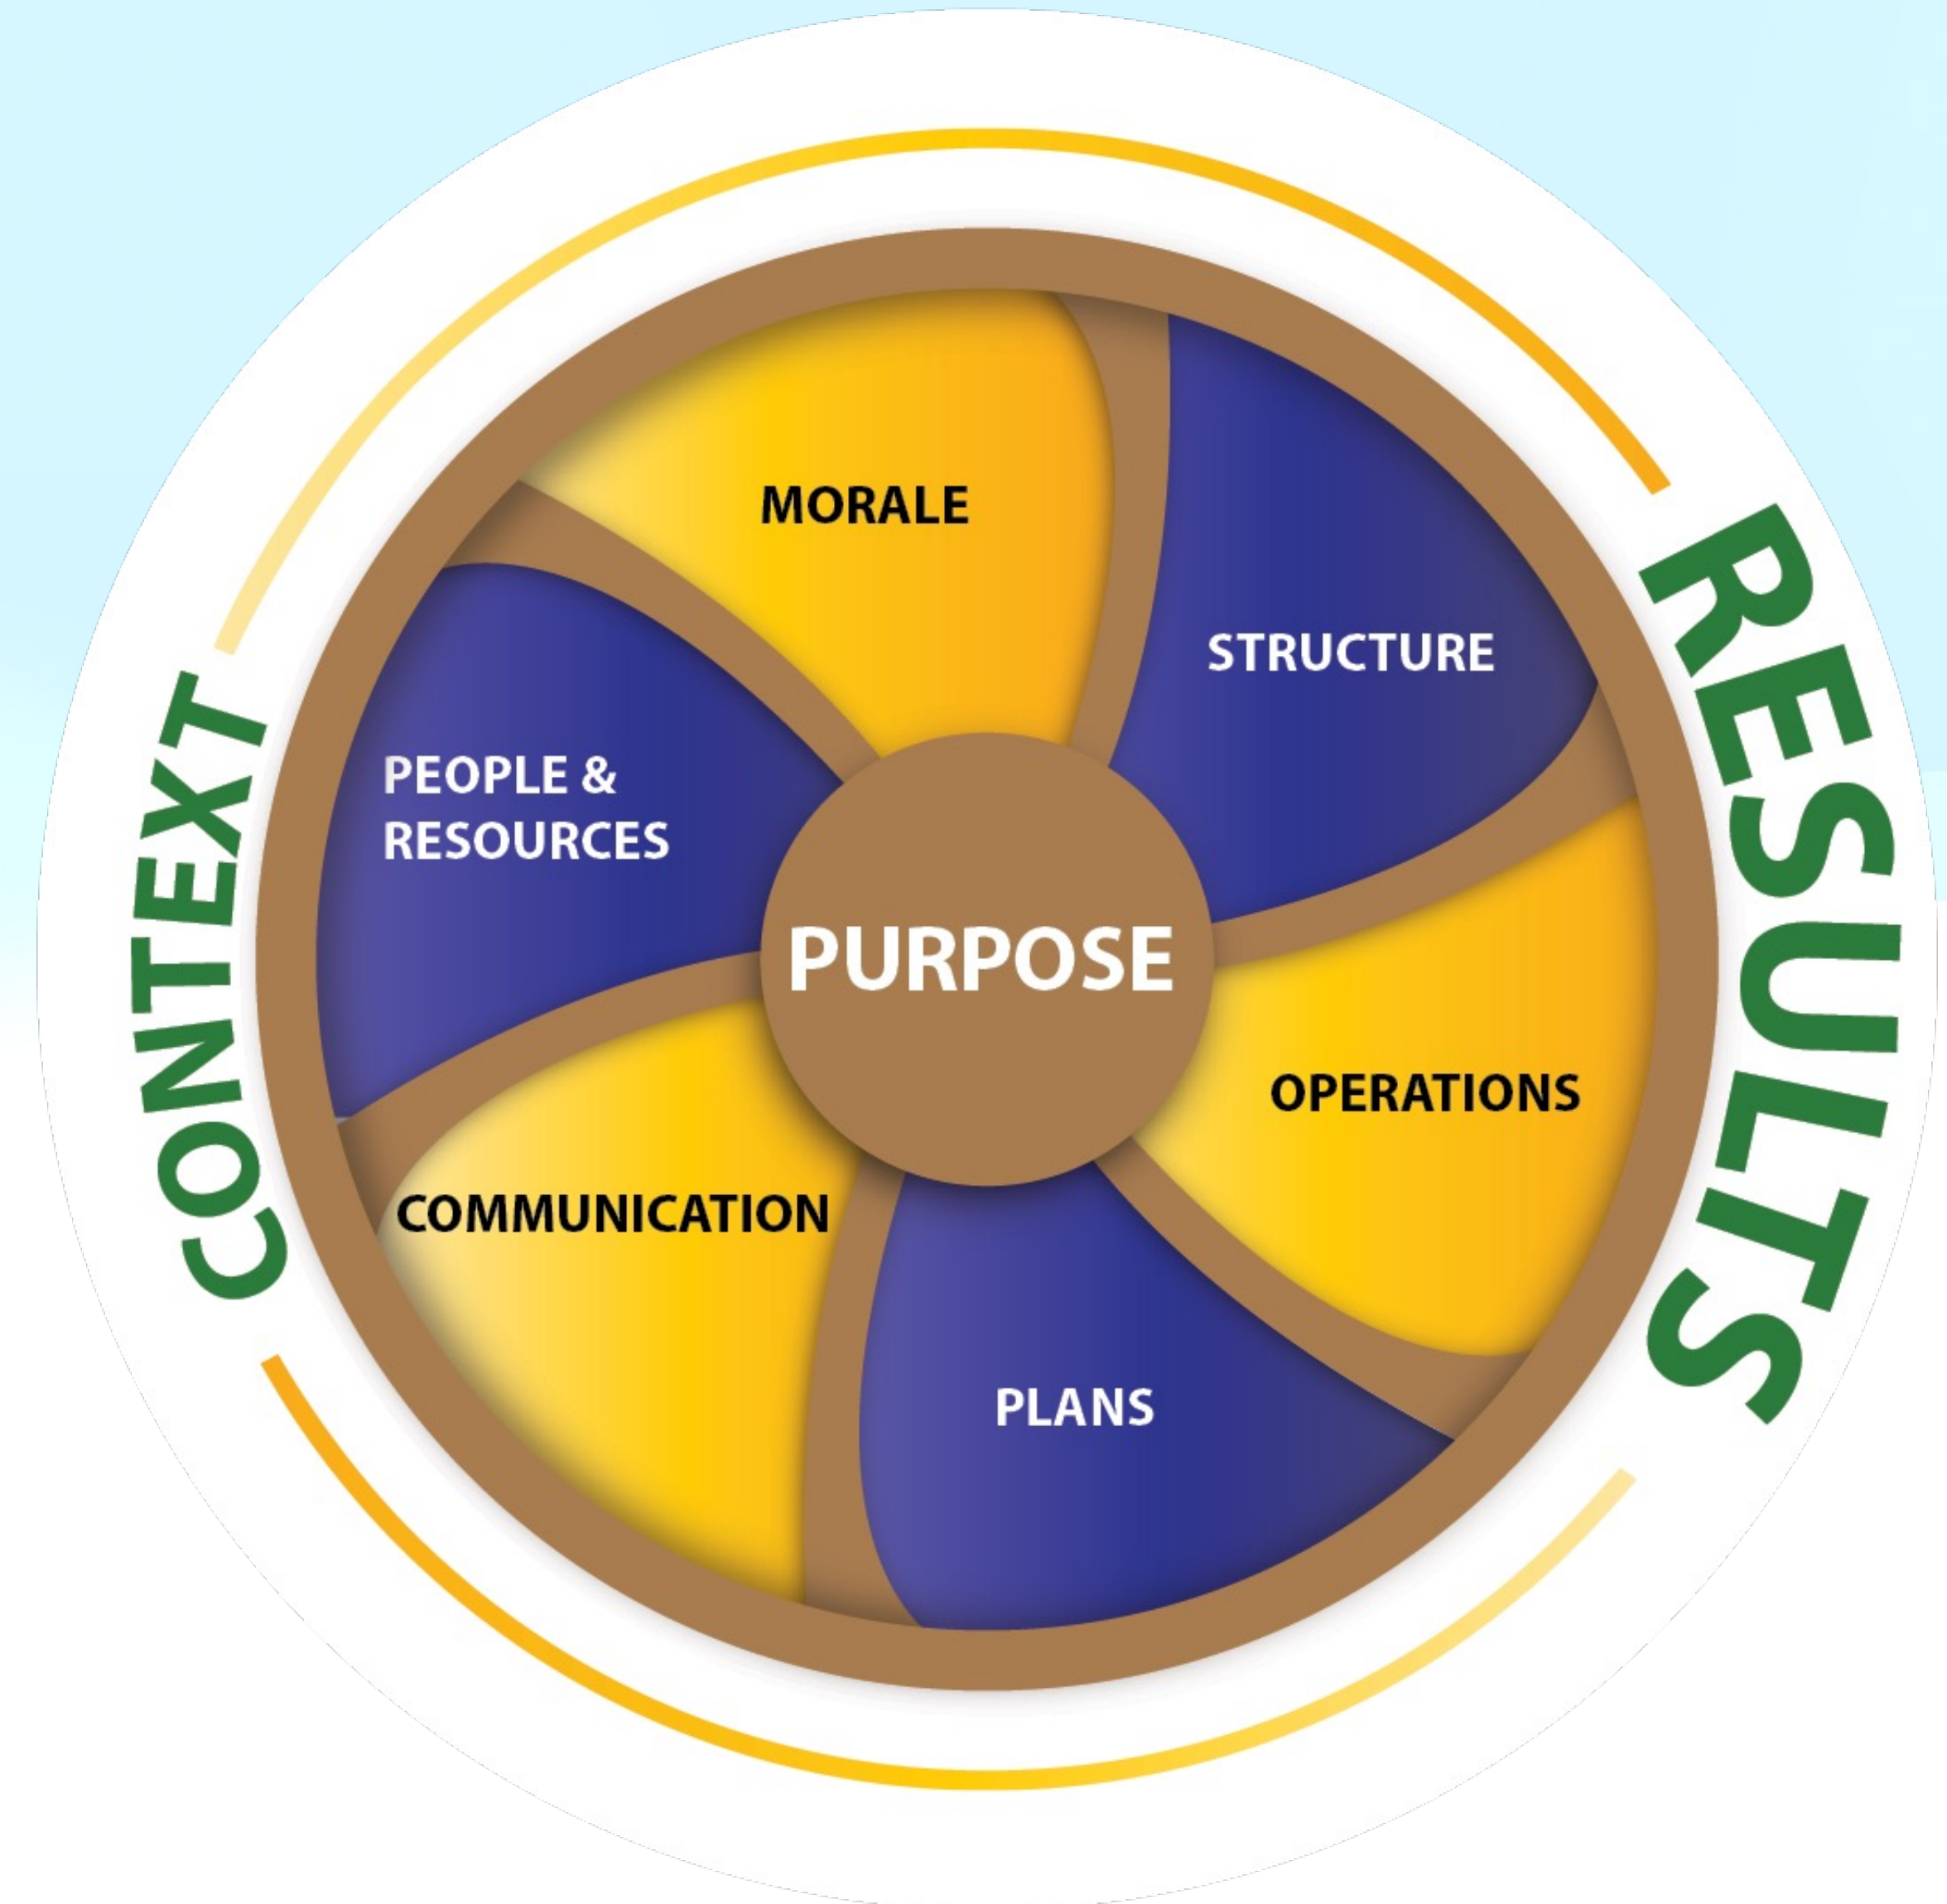 MORALE
STRUCTURE
PEOPLE &
RESOURCES
PURPOSE
OPERATIONS
COMMUNICATION
PLANS
CONTEXT
RESULTS